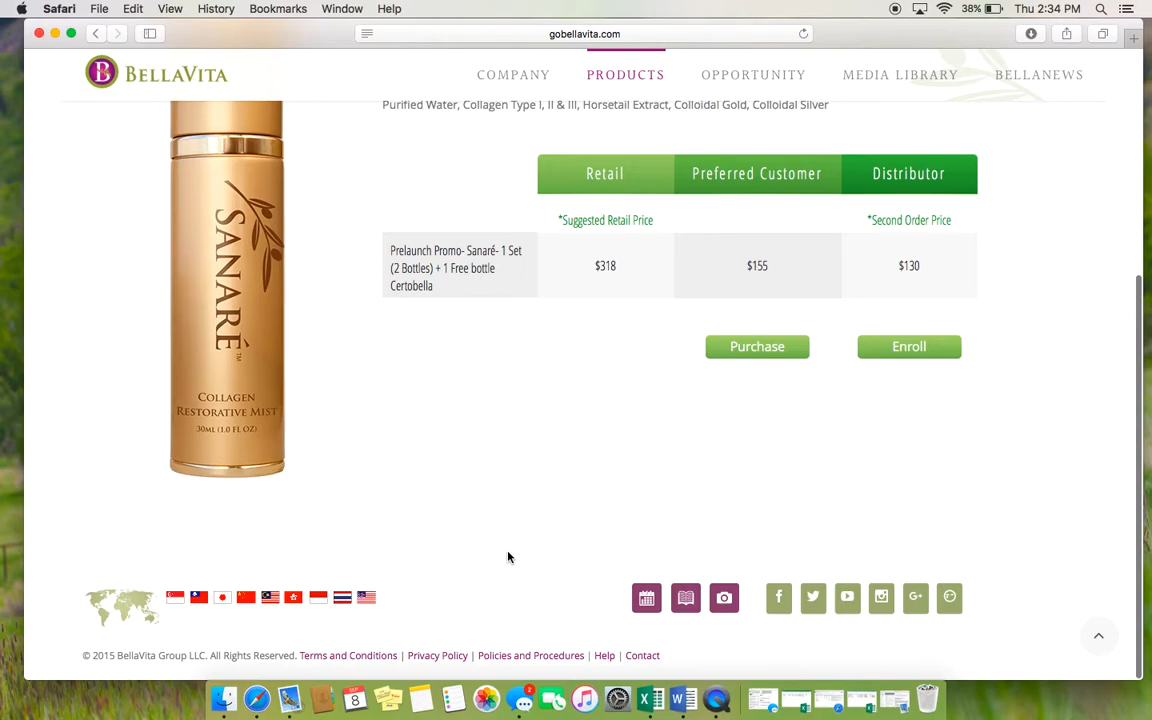 Safari File Edit View History Bookmarks Window Help
38% Thu 2:34 PM
gobellavita.com
B BELLAVITA
COMPANY PRODUCTS OPPORTUNITY MEDIA LIBRARY BELLANEWS
Purified Water, Collagen Type I, II & III, Horsetail Extract, Colloidal Gold, Colloidal Silver
Retail Preferred Customer Distributor
*Suggested Retail Price *Second Order Price
Prelaunch Promo- Sanaré- 1 Set
(2 Bottles) + 1 Free bottle
Certobella
$318 $155 $130
Purchase Enroll
SANARÉ™
COLLAGEN
RESTORATIVE MIST
30ML (1.0 FL OZ)
© 2015 BellaVita Group LLC. All Rights Reserved. Terms and Conditions | Privacy Policy | Policies and Procedures | Help | Contact
SEP
8
2